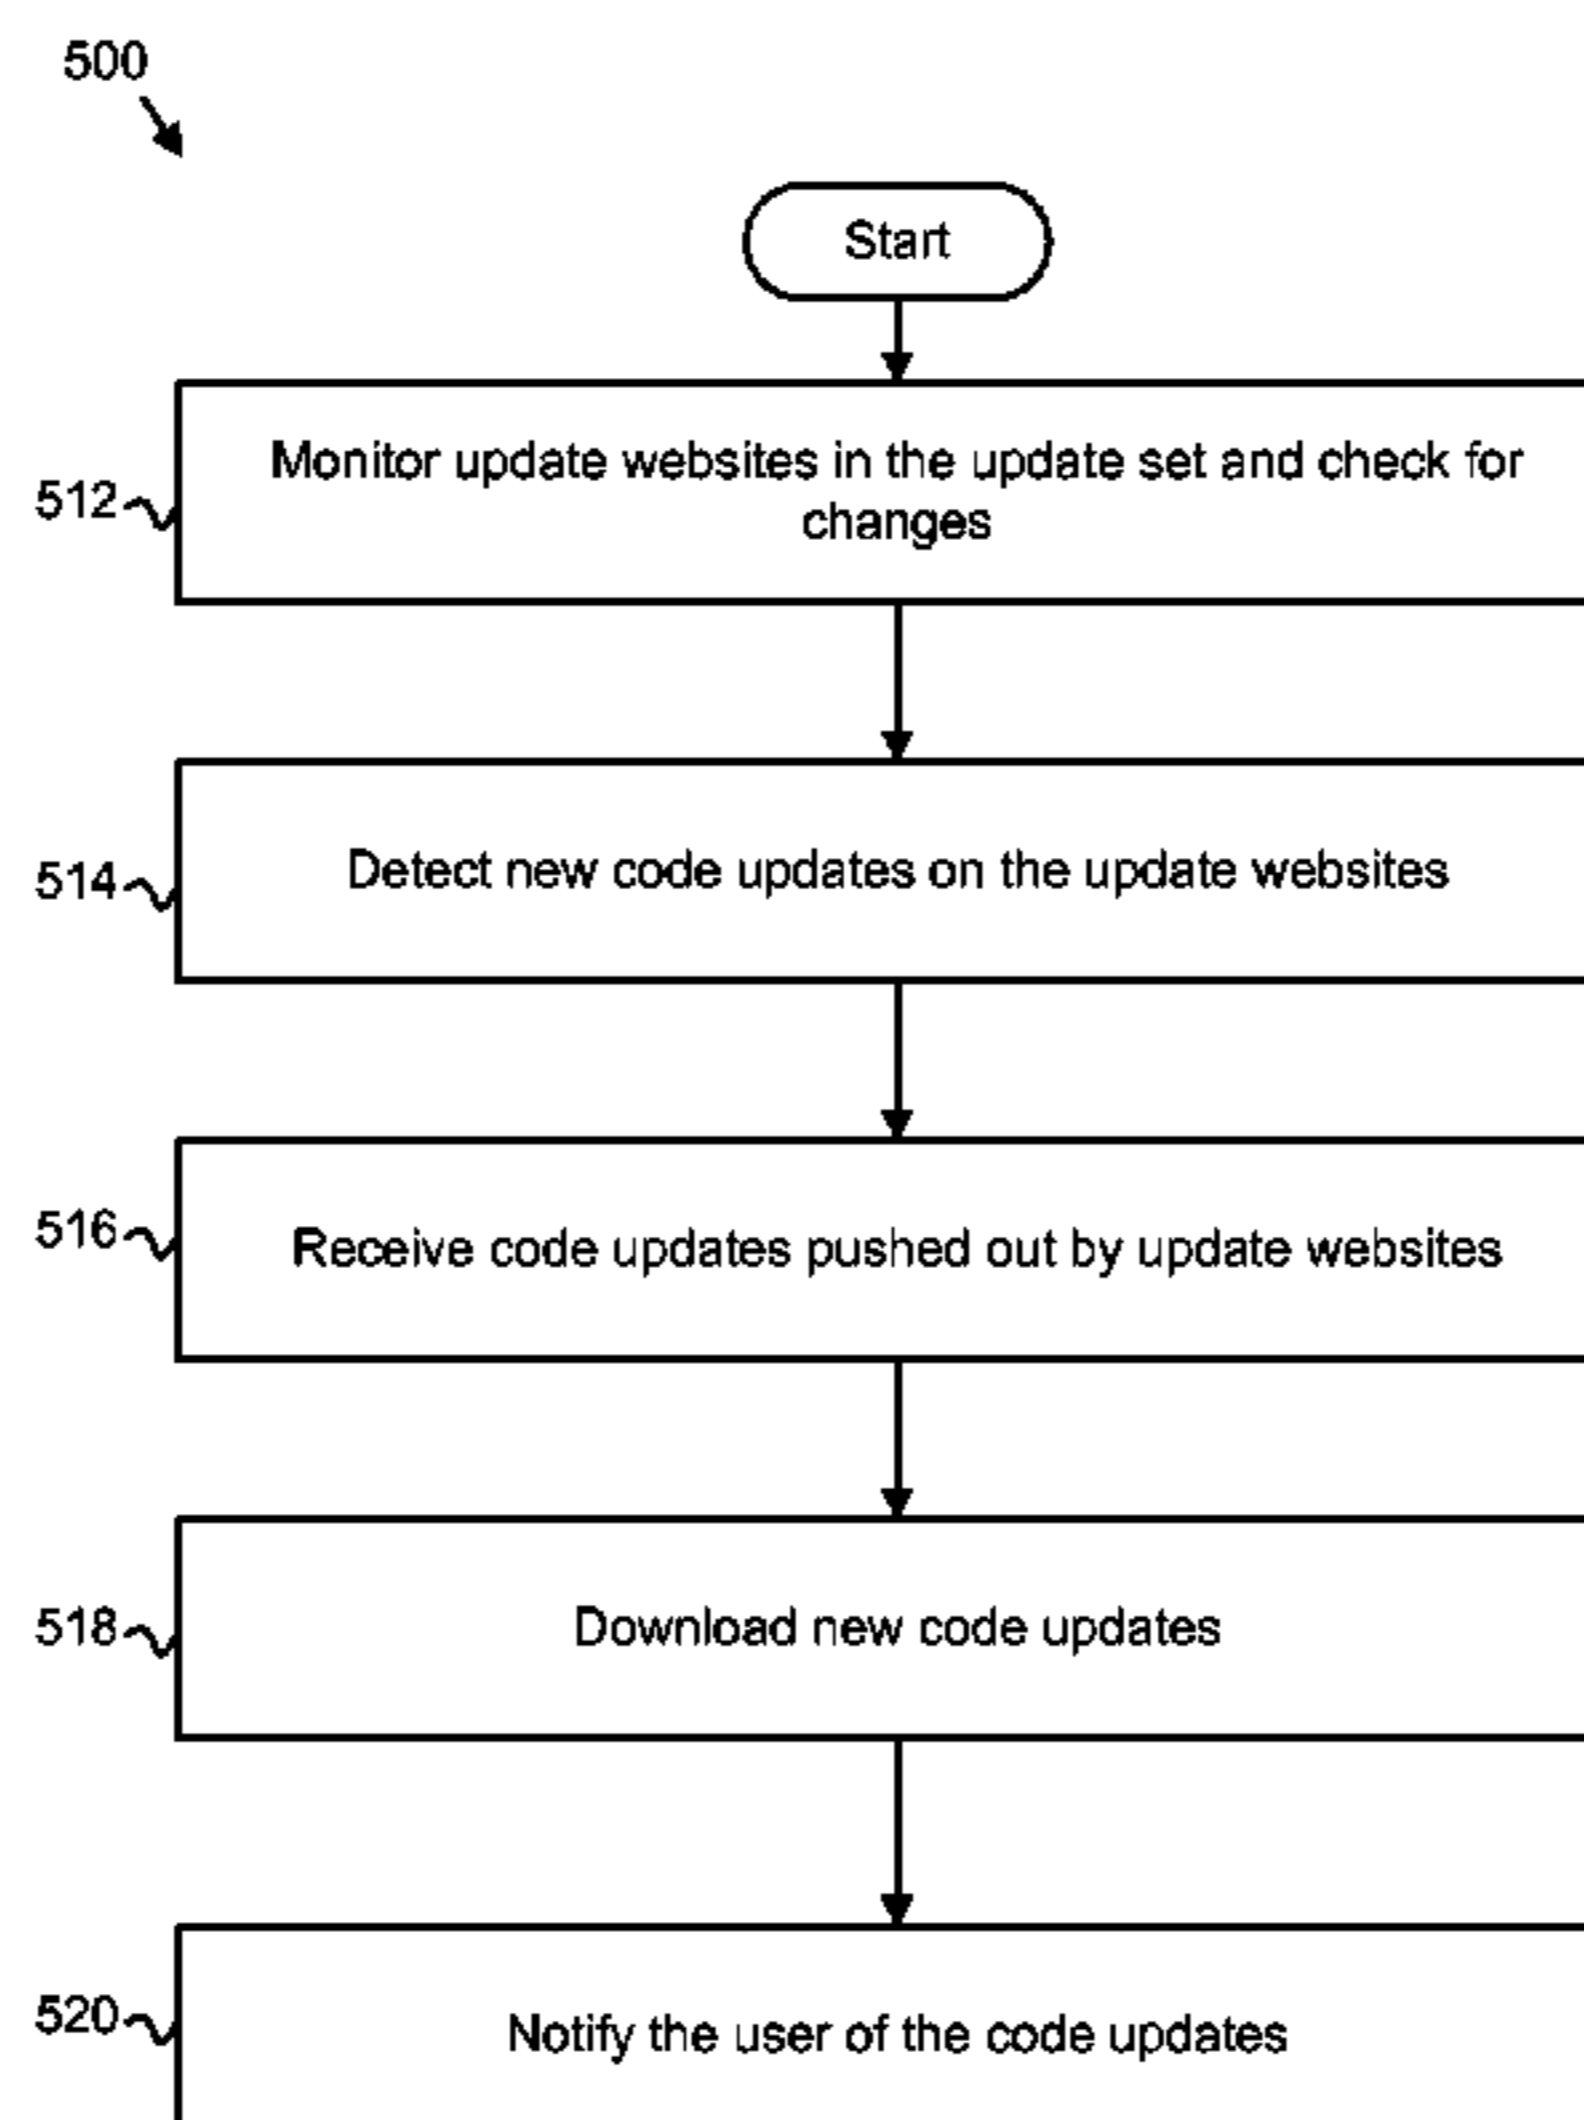 500
Start
Monitor update websites in the update set and check for
changes
512
Detect new code updates on the update websites
514
Receive code updates pushed out by update websites
516
Download new code updates
518
Notify the user of the code updates
520